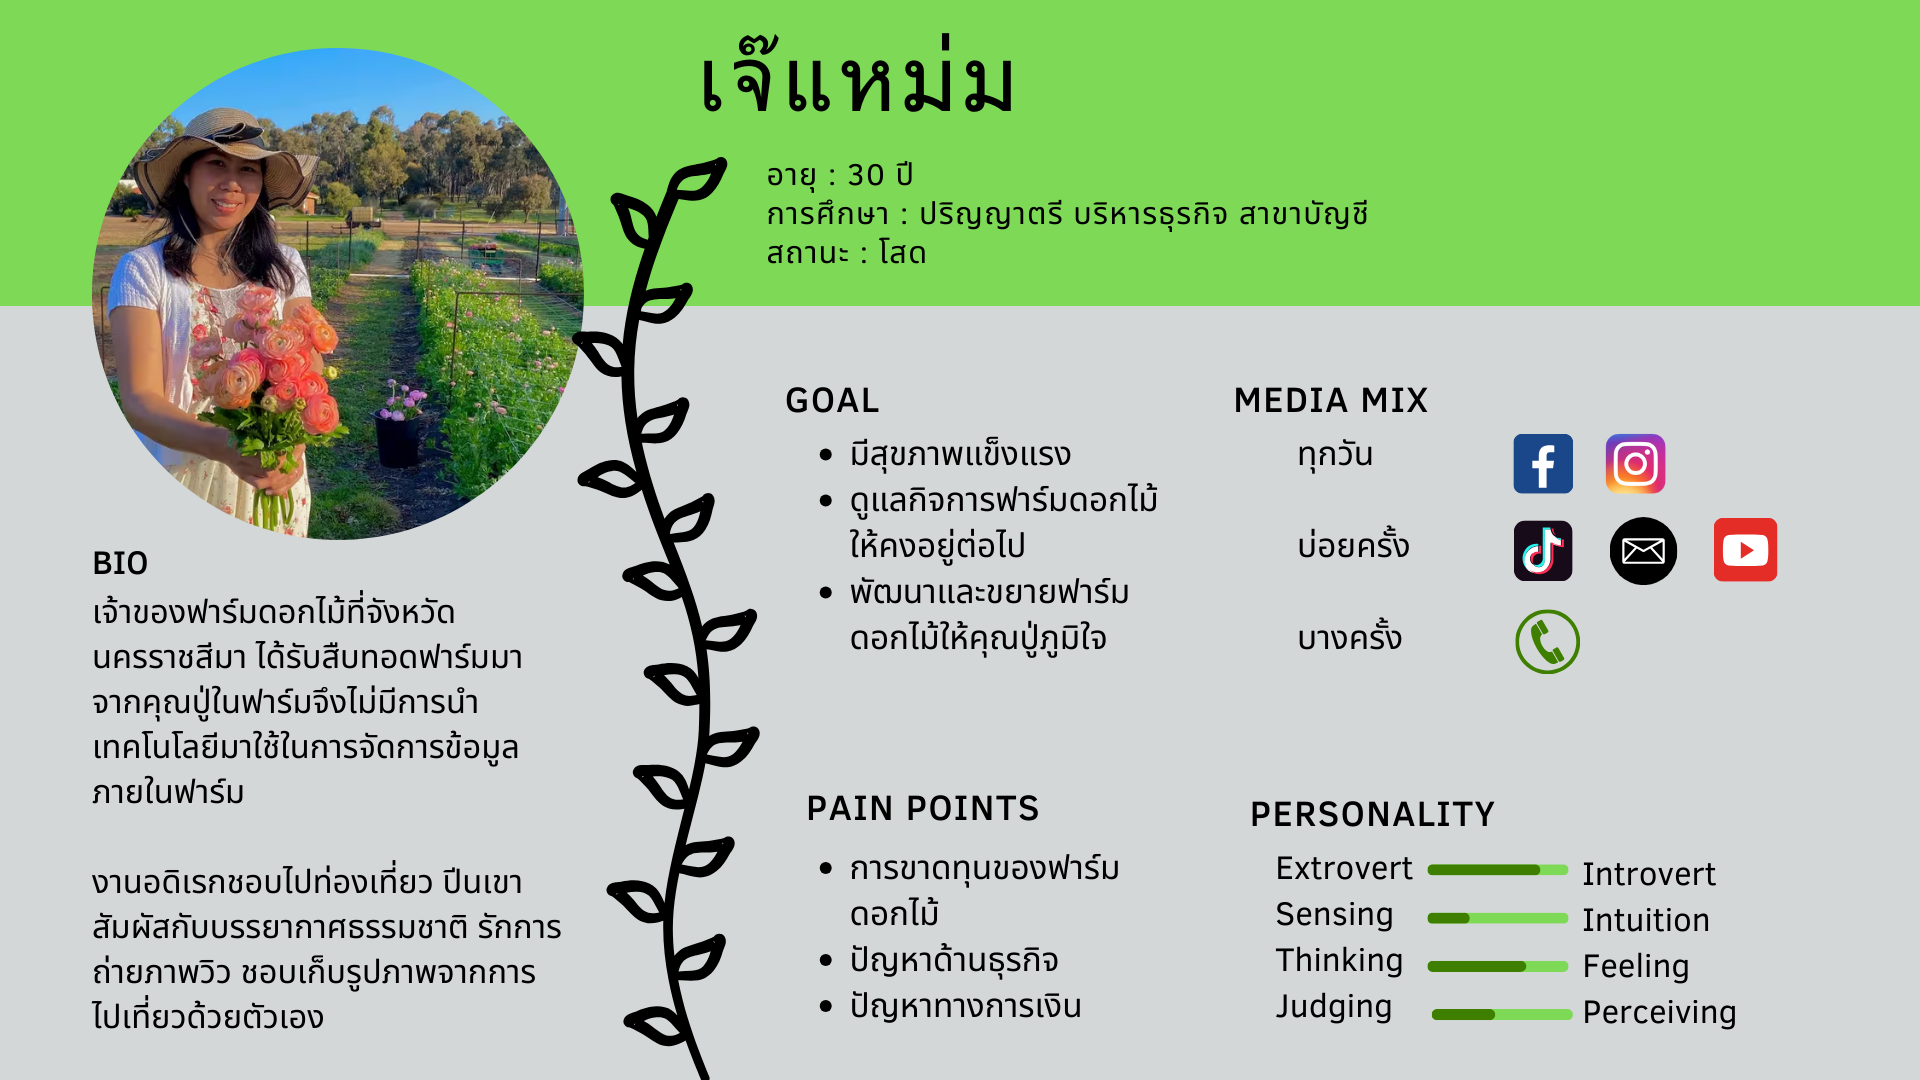 เจ๊แหม่ม
อายุ : 30 ปี
การศึกษา : ปริญญาตรี บริหารธุรกิจ สาขาบัญชี
สถานะ : โสด
BIO
เจ้าของฟาร์มดอกไม้ที่จังหวัด
นครราชสีมา ได้รับสืบทอดฟาร์มมา
จากคุณปู่ในฟาร์มจึงไม่มีการนำ
เทคโนโลยีมาใช้ในการจัดการข้อมูล
ภายในฟาร์ม
งานอดิเรกชอบไปท่องเที่ยว ปีนเขา
สัมผัสกับบรรยากาศธรรมชาติ รักการ
ถ่ายภาพวิว ชอบเก็บรูปภาพจากการ
ไปเที่ยวด้วยตัวเอง
GOAL
มีสุขภาพแข็งแรง
ดูแลกิจการฟาร์มดอกไม้
ให้คงอยู่ต่อไป
พัฒนาและขยายฟาร์ม
ดอกไม้ให้คุณปู่ภูมิใจ
MEDIA MIX
ทุกวัน
บ่อยครั้ง
บางครั้ง
PAIN POINTS
การขาดทุนของฟาร์ม
ดอกไม้
ปัญหาด้านธุรกิจ
ปัญหาทางการเงิน
PERSONALITY
Extrovert Introvert
Sensing Intuition
Thinking Feeling
Judging Perceiving